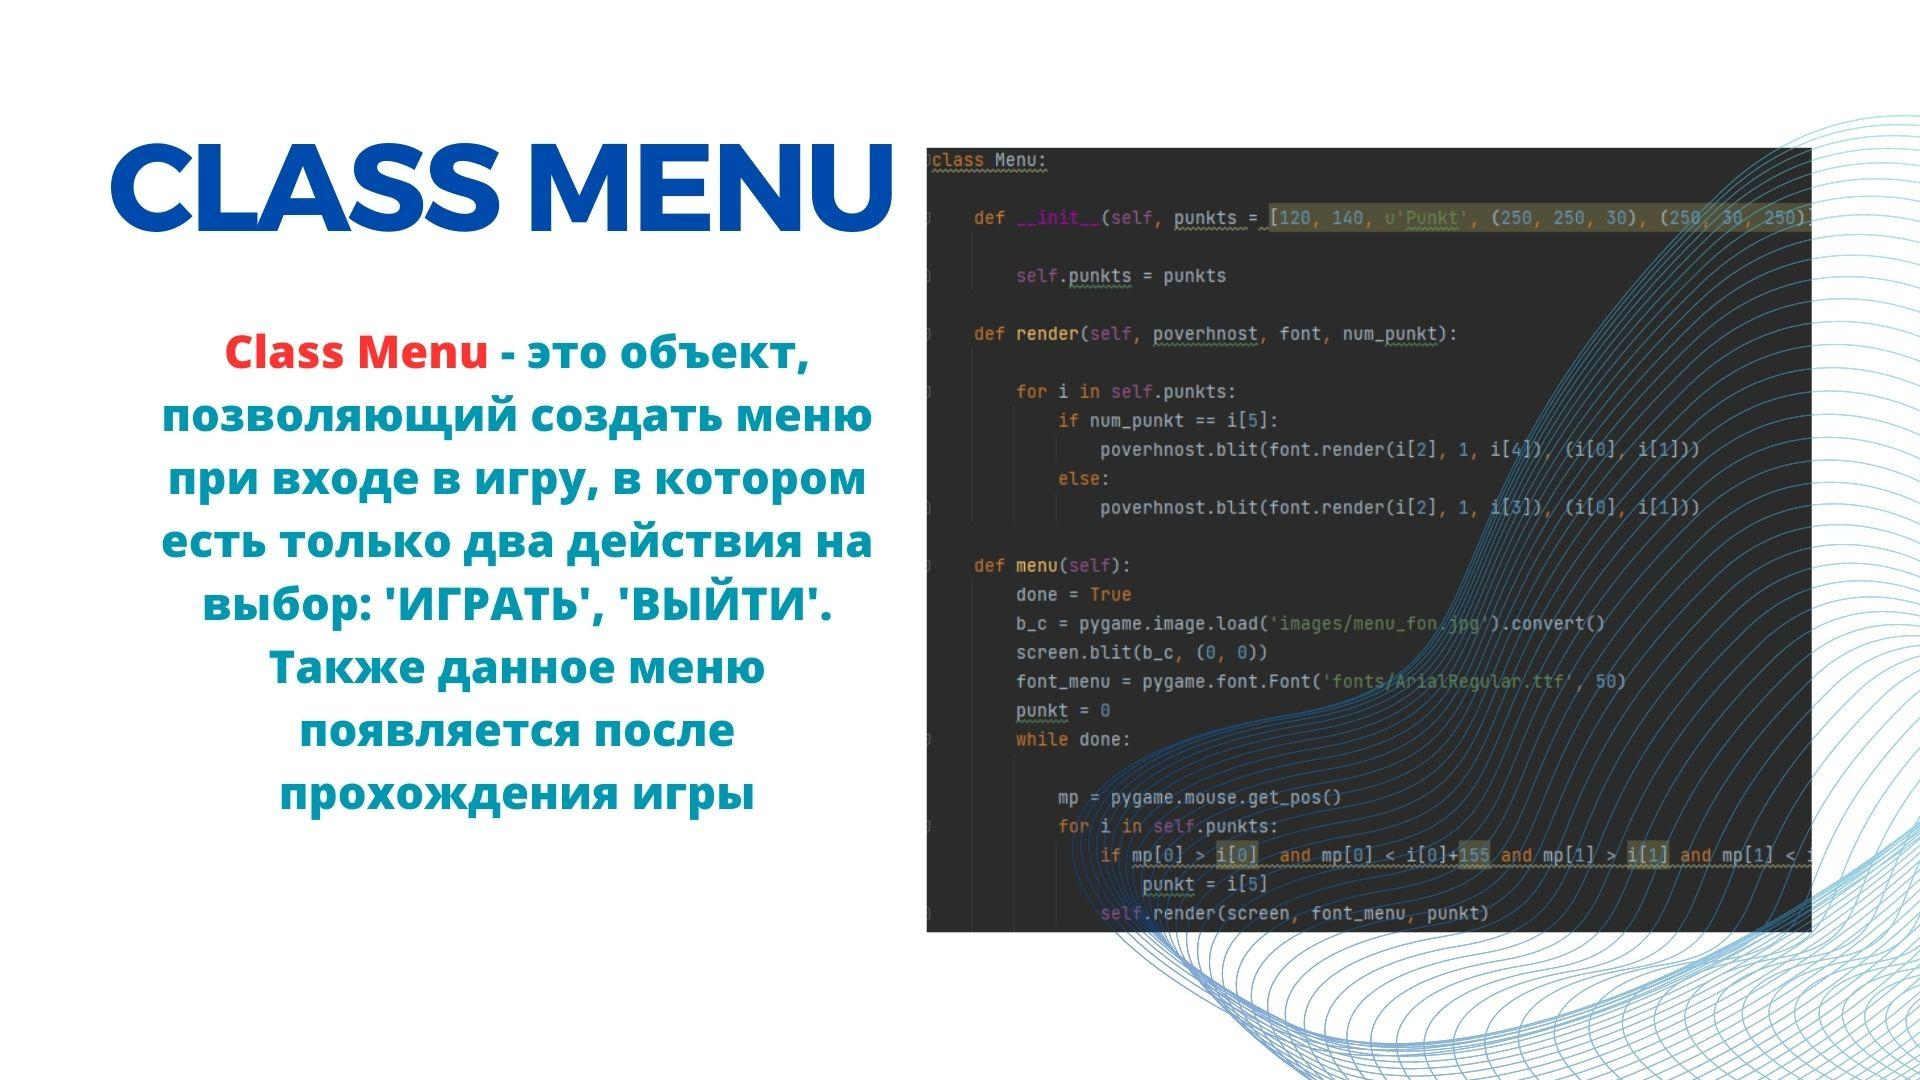 CLASS MENU
Class Menu - это объект,
позволяющий создать меню
при входе в игру, в котором
есть только два действия на
выбор: 'ИГРАТЬ', 'ВЫЙТИ'.
Также данное меню
появляется после
прохождения игры
class Menu:
def __init__(self, punkts = [120, 140, u'Punkt', (250, 250, 30), (250, 30, 250)]
self.punkts = punkts
def render(self, poverhnost, font, num_punkt):
for i in self.punkts:
if num_punkt == i[5]:
poverhnost.blit(font.render(i[2], 1, i[4]), (i[0], i[1]))
else:
poverhnost.blit(font.render(i[2], 1, i[3]), (i[0], i[1]))
def menu(self):
done = True
b_c = pygame.image.load('images/menu_fon.jpg').convert()
screen.blit(b_c, (0, 0))
font_menu = pygame.font.Font('fonts/ArialRegular.ttf', 50)
punkt = 0
while done:
mp = pygame.mouse.get_pos()
for i in self.punkts:
if mp[0] > i[0] and mp[0] < i[0]+155 and mp[1] > i[1] and mp[1] < i
punkt = i[5]
self.render(screen, font_menu, punkt)